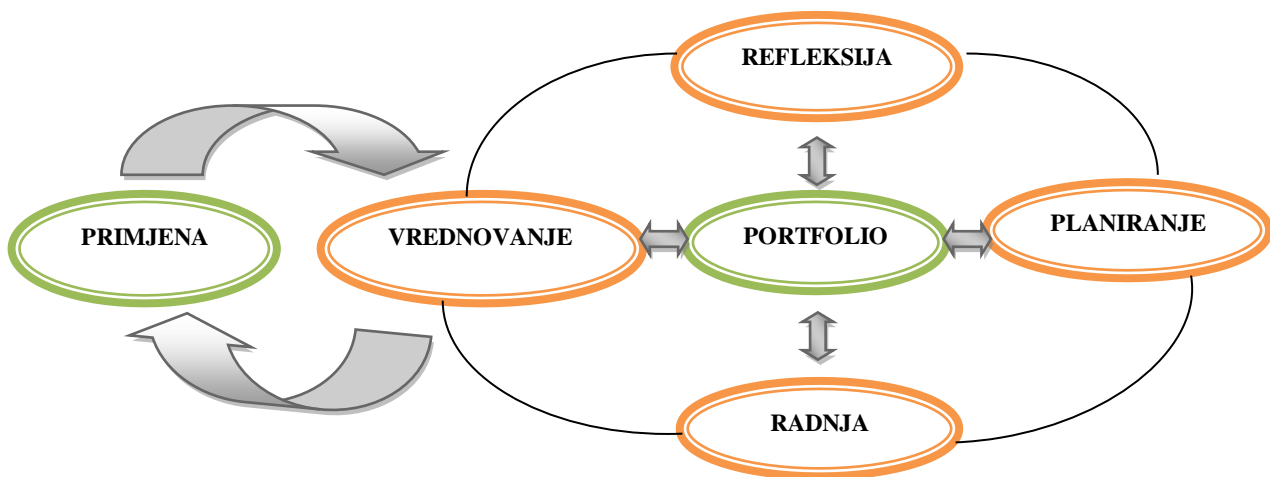 REFLEKSIJA
PRIMJENA
VREDNOVANJE
PORTFOLIO
PLANIRANJE
RADNJA